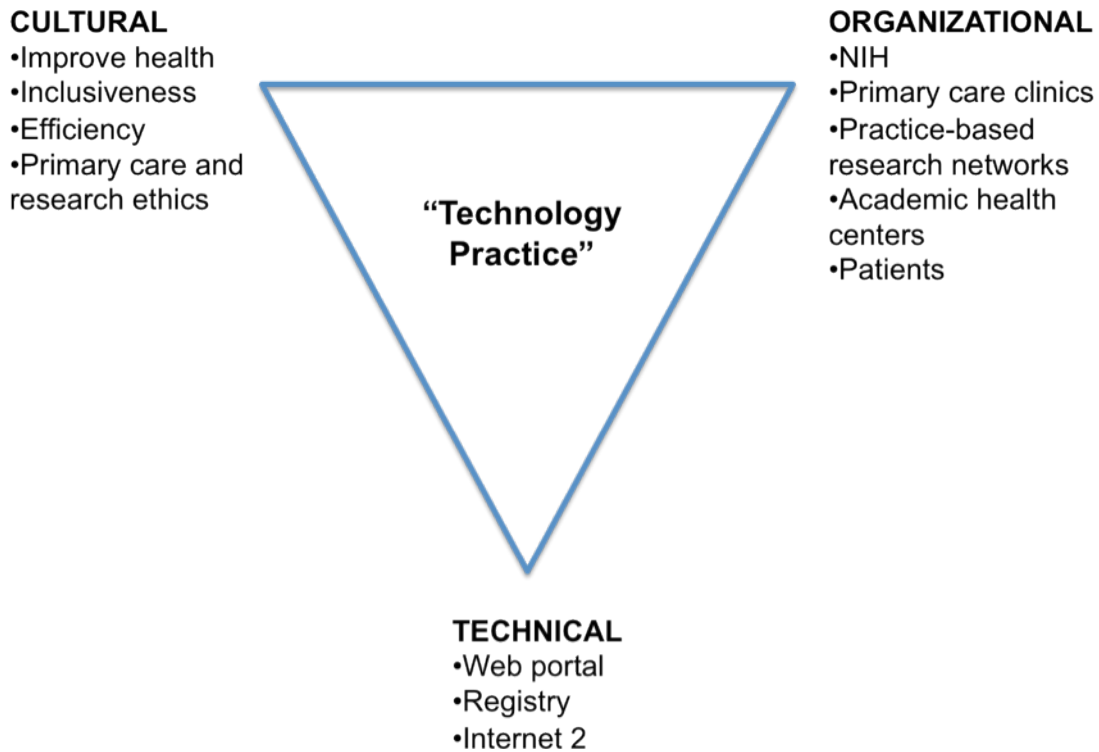 CULTURAL
•Improve health
•Inclusiveness
•Efficiency
•Primary care and
research ethics
ORGANIZATIONAL
•NIH
•Primary care clinics
•Practice-based
research networks
•Academic health
centers
•Patients
“Technology
Practice”
TECHNICAL
•Web portal
•Registry
•Internet 2